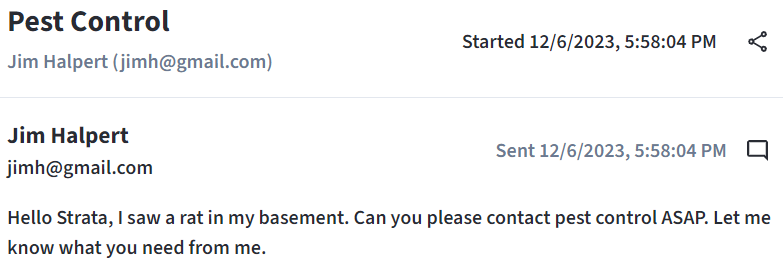 Pest Control
Started 12/6/2023, 5:58:04 PM
Jim Halpert (jimh@gmail.com)
Jim Halpert
Sent 12/6/2023, 5:58:04 PM
jimh@gmail.com
Hello Strata, I saw a rat in my basement. Can you please contact pest control ASAP. Let me
know what you need from me.